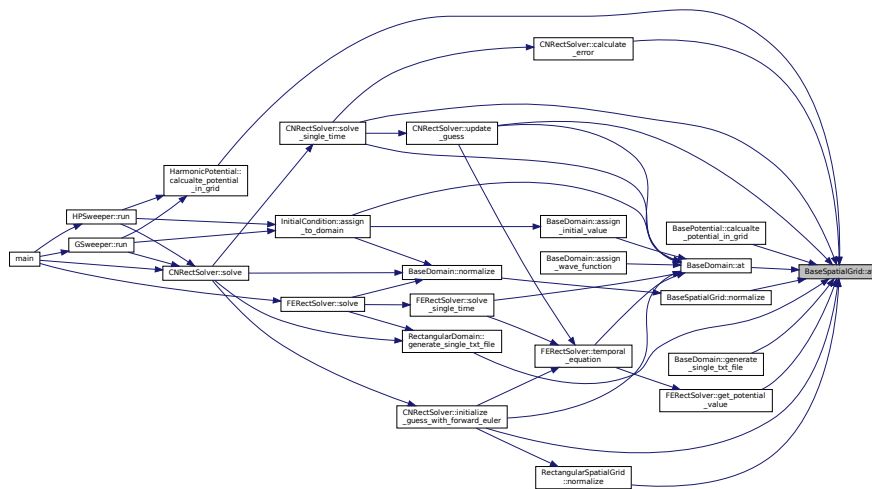 main
HPSweeper::run
GSweeper::run
HarmonicPotential::
calcualte_potential
_in_grid
CNRectSolver::solve
CNRectSolver::solve
_single_time
InitialCondition::assign
_to_domain
FERectSolver::solve
CNRectSolver::update
_guess
BaseDomain::normalize
FERectSolver::solve
_single_time
RectangularDomain::
generate_single_txt_file
CNRectSolver::initialize
_guess_with_forward_euler
CNRectSolver::calculate
_error
BaseDomain::assign
_initial_value
BaseDomain::assign
_wave_function
FERectSolver::temporal
_equation
RectangularSpatialGrid
::normalize
BasePotential::calcualte
_potential_in_grid
BaseDomain::at
BaseSpatialGrid::normalize
BaseDomain::generate
_single_txt_file
FERectSolver::get_potential
_value
BaseSpatialGrid::at